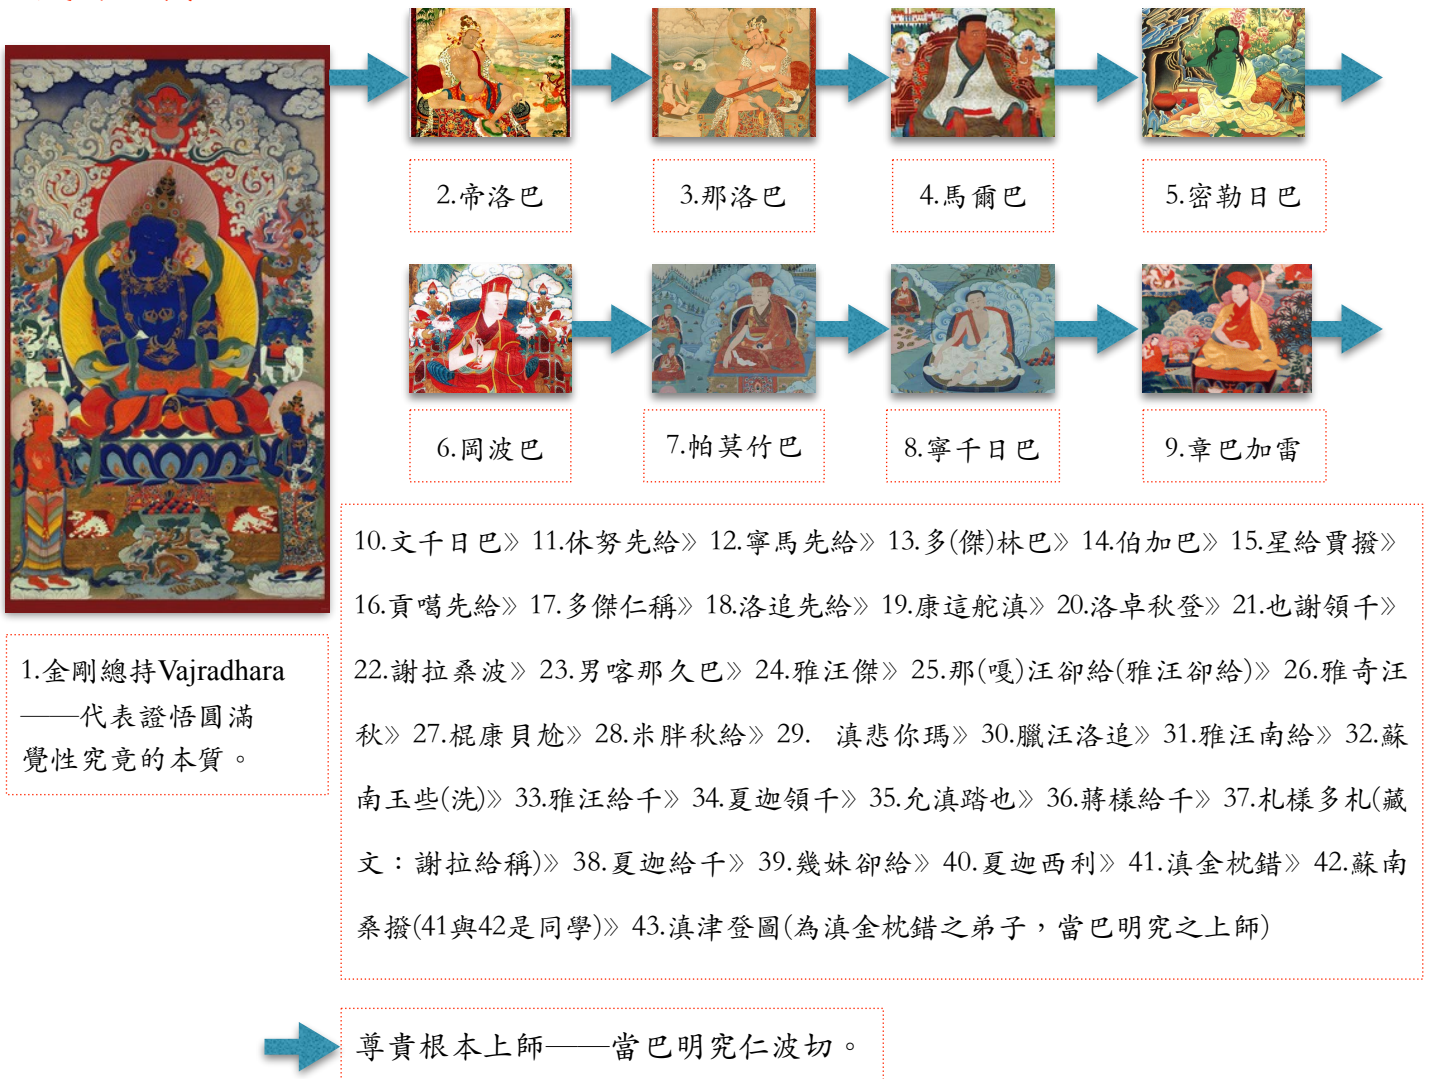 2.帝洛巴
3.那洛巴
4.馬爾巴
5.密勒日巴
6.岡波巴
7.帕莫竹巴
8.寧千日巴
9.章巴加雷
1.金剛總持Vajradhara
——代表證悟圓滿
覺性究竟的本質。
10.文千日巴》11.休努先給》12.寧馬先給》13.多(傑)林巴》14.伯加巴》15.星給賈撥》
16.貢噶先給》17.多傑仁稱》18.洛追先給》19.康這舵滇》20.洛卓秋登》21.也謝領千》
22.謝拉桑波》23.男喀那久巴》24.雅汪傑》25.那(嘎)汪卻給(雅汪卻給)》26.雅奇汪
秋》27.棍康貝尬》28.米胖秋給》29. 滇悲你瑪》30.臘汪洛追》31.雅汪南給》32.蘇
南玉些(洗)》33.雅汪給千》34.夏迦領千》35.允滇踏也》36.蔣樣給千》37.札樣多札(藏
文：謝拉給稱)》38.夏迦給千》39.幾妹卻給》40.夏迦西利》41.滇金枕錯》42.蘇南
桑撥(41與42是同學)》43.滇津登圖(為滇金枕錯之弟子，當巴明究之上師)
尊貴根本上師——當巴明究仁波切。